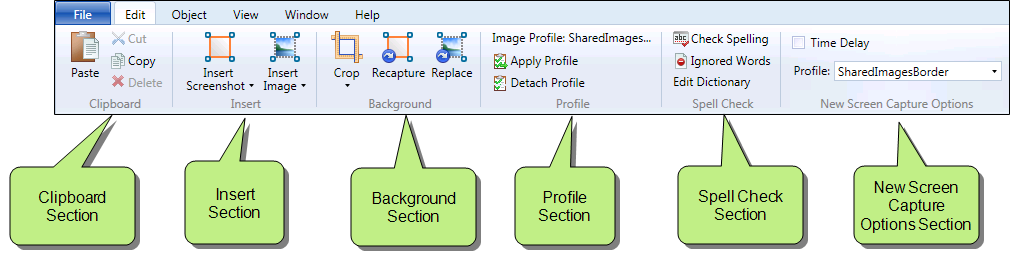 File Edit Object View Window Help
Paste
Cut
Copy
Delete
Clipboard
Insert
Screenshot
Insert
Image
Insert
Crop
Recapture
Replace
Background
Image Profile: SharedImages...
Apply Profile
Detach Profile
Profile
Check Spelling
Ignored Words
Edit Dictionary
Spell Check
Time Delay
Profile: SharedImagesBorder
New Screen Capture Options
Clipboard
Section
Insert
Section
Background
Section
Profile
Section
Spell Check
Section
New Screen
Capture
Options Section